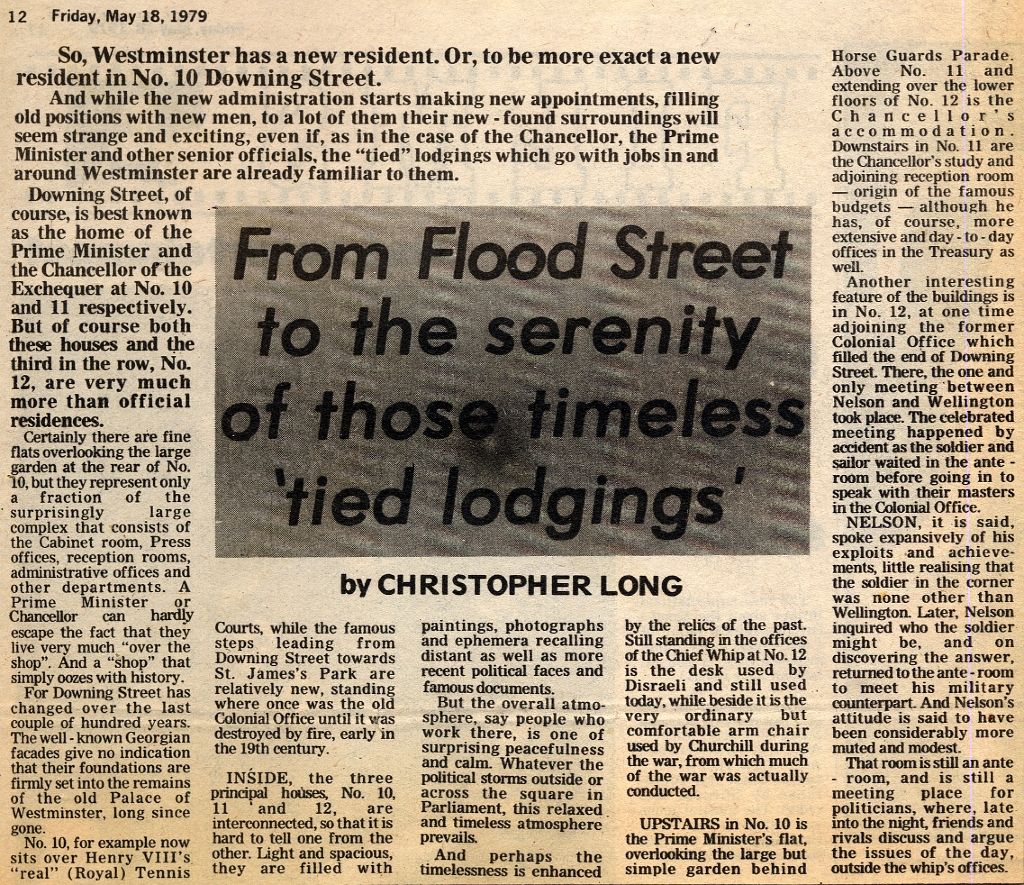 12 Friday, May 18, 1979
So, Westminster has a new resident. Or, to be more exact a new
resident in No. 10 Downing Street.
And while the new administration starts making new appointments, filling
old positions with new men, to a lot of them their new - found surroundings will
seem strange and exciting, even if, as in the case of the Chancellor, the Prime
Minister and other senior officials, the “tied” lodgings which go with jobs in and
around Westminster are already familiar to them.
From Flood Street
to the serenity
of those timeless
'tied lodgings'
by CHRISTOPHER LONG
Downing Street, of
course, is best known
as the home of the
Prime Minister and
the Chancellor of the
Exchequer at No. 10
and 11 respectively.
But of course both
these houses and the
third in the row, No.
12, are very much
more than official
residences.
Certainly there are fine
flats overlooking the large
garden at the rear of No.
10, but they represent only
a fraction of the
surprisingly large
complex that consists of
the Cabinet room, Press
offices, reception rooms,
administrative offices and
other departments. A
Prime Minister or
Chancellor can hardly
escape the fact that they
live very much “over the
shop”. And a “shop” that
simply oozes with history.
For Downing Street has
changed over the last
couple of hundred years.
The well - known Georgian
facades give no indication
that their foundations are
firmly set into the remains
of the old Palace of
Westminster, long since
gone.
No. 10, for example now
sits over Henry VIII's
“real” (Royal) Tennis
Courts, while the famous
steps leading from
Downing Street towards
St. James's Park are
relatively new, standing
where once was the old
Colonial Office until it was
destroyed by fire, early in
the 19th century.
INSIDE, the three
principal houses, No. 10,
11 and 12, are
interconnected, so that it is
hard to tell one from the
other. Light and spacious,
they are filled with
paintings, photographs
and ephemera recalling
distant as well as more
recent political faces and
famous documents.
But the overall atmo-
sphere, say people who
work there, is one of
surprising peacefulness
and calm. Whatever the
political storms outside or
across the square in
Parliament, this relaxed
and timeless atmosphere
prevails.
And perhaps the
timelessness is enhanced
by the relics of the past.
Still standing in the offices
of the Chief Whip at No. 12
is the desk used by
Disraeli and still used
today, while beside it is the
very ordinary but
comfortable arm chair
used by Churchill during
the war, from which much
of the war was actually
conducted.
UPSTAIRS in No. 10 is
the Prime Minister's flat,
overlooking the large but
simple garden behind
Horse Guards Parade.
Above No. 11 and
extending over the lower
floors of No. 12 is the
Chancellor's
accommodation.
Downstairs in No. 11 are
the Chancellor's study and
adjoining reception room
— origin of the famous
budgets — although he
has, of course, more
extensive and day - to - day
offices in the Treasury as
well.
Another interesting
feature of the buildings is
in No. 12, at one time
adjoining the former
Colonial Office which
filled the end of Downing
Street. There, the one and
only meeting between
Nelson and Wellington
took place. The celebrated
meeting happened by
accident as the soldier and
sailor waited in the ante -
room before going in to
speak with their masters
in the Colonial Office.
NELSON, it is said,
spoke expansively of his
exploits and achieve-
ments, little realising that
the soldier in the corner
was none other than
Wellington. Later, Nelson
inquired who the soldier
might be, and on
discovering the answer,
returned to the ante - room
to meet his military
counterpart. And Nelson's
attitude is said to have
been considerably more
muted and modest.
That room is still an ante
- room, and is still a
meeting place for
politicians, where, late
into the night, friends and
rivals discuss and argue
the issues of the day,
outside the whip's offices.